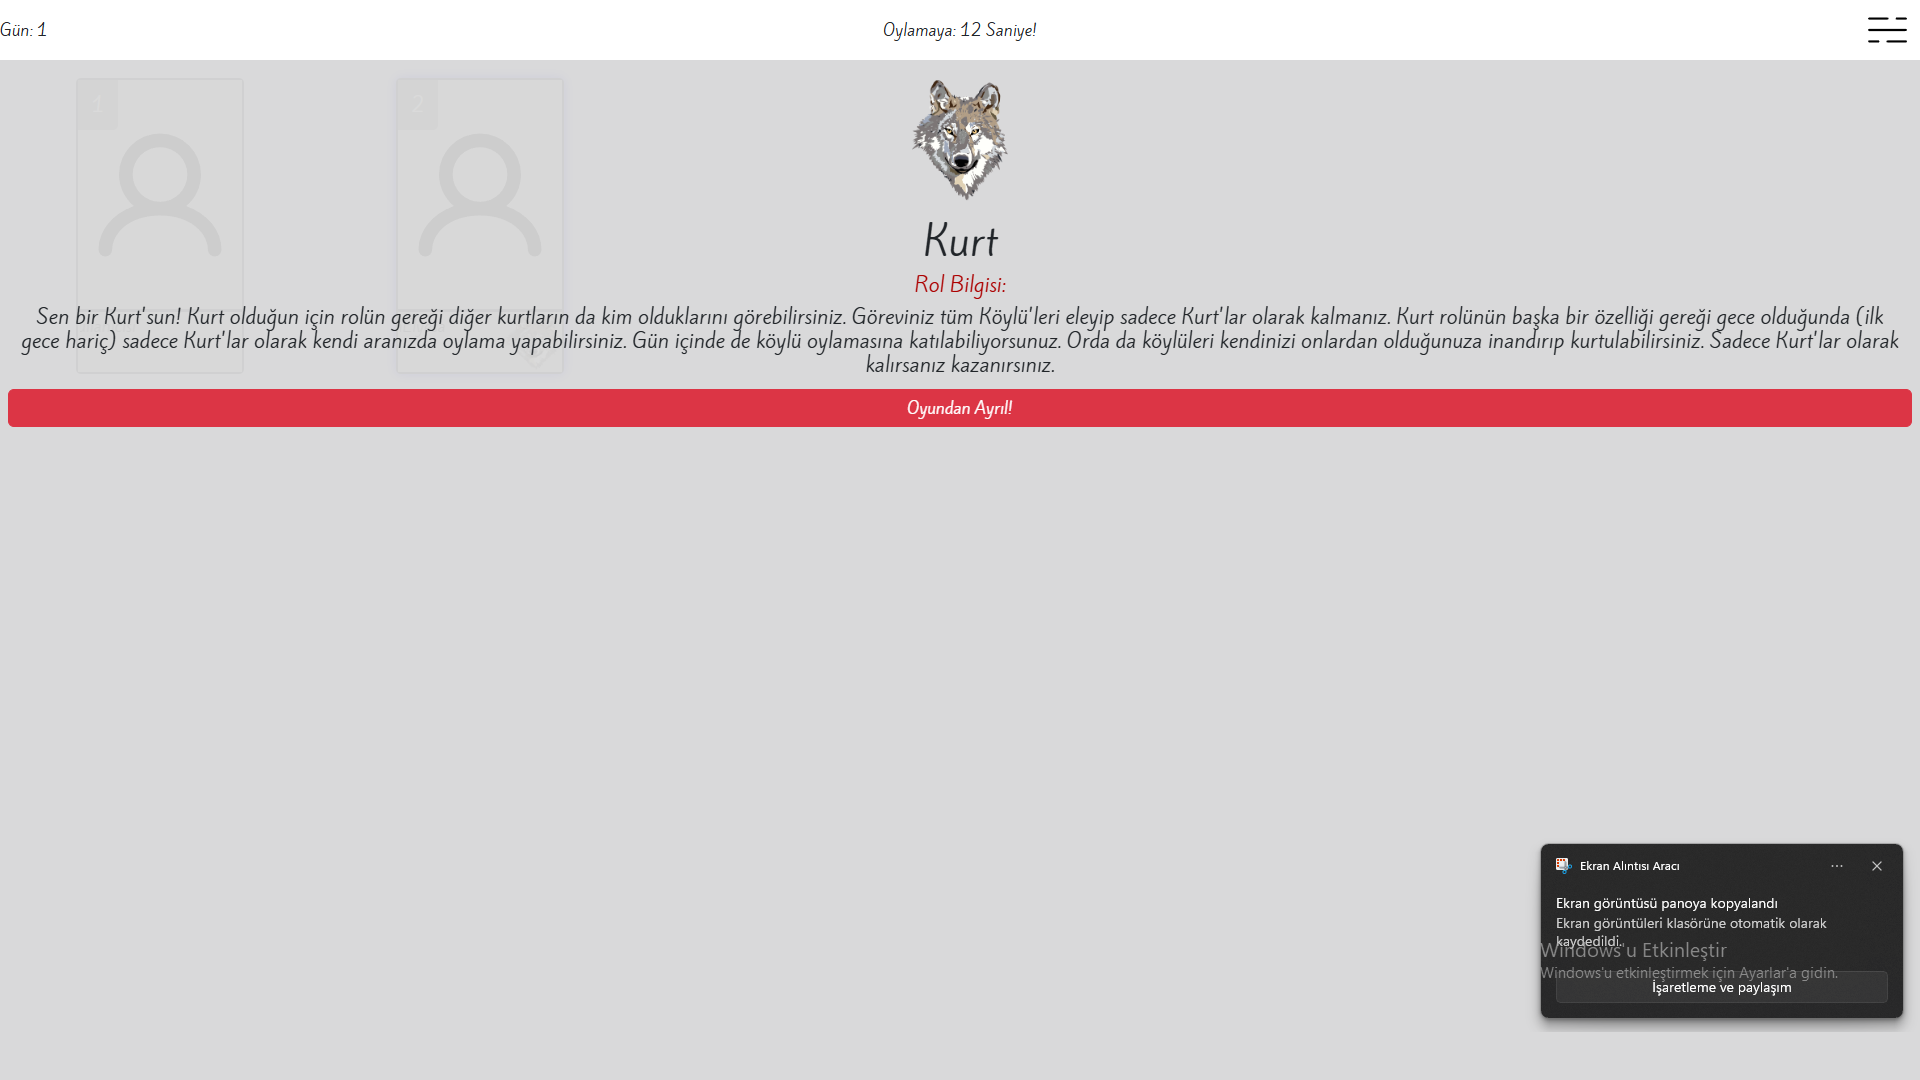 Gün: 1
Oylamaya: 12 Saniye!
1
2
Kurt
Rol Bilgisi:
Sen bir Kurt'sun! Kurt olduğun için rolün gereği diğer kurtların da kim olduklarını görebilirsiniz. Göreviniz tüm Köylü'leri eleyip sadece Kurt'lar olarak kalmanız. Kurt rolünün başka bir özelliği gereği gece olduğunda (ilk
gece hariç) sadece Kurt'lar olarak kendi aranızda oylama yapabilirsiniz. Gün içinde de köylü oylamasına katılabiliyorsunuz. Orda da köylüleri kendinizi onlardan olduğunuza inandırıp kurtulabilirsiniz. Sadece Kurt'lar olarak
kalırsanız kazanırsınız.
Oyundan Ayrıl!
Ekran Alıntısı Aracı
Ekran görüntüsü panoya kopyalandı
Ekran görüntüleri klasörüne otomatik olarak
kaydedildi.
Windows'u Etkinleştir
Windows'u etkinleştirmek için Ayarlar'a gidin.
İşaretleme ve paylaşım